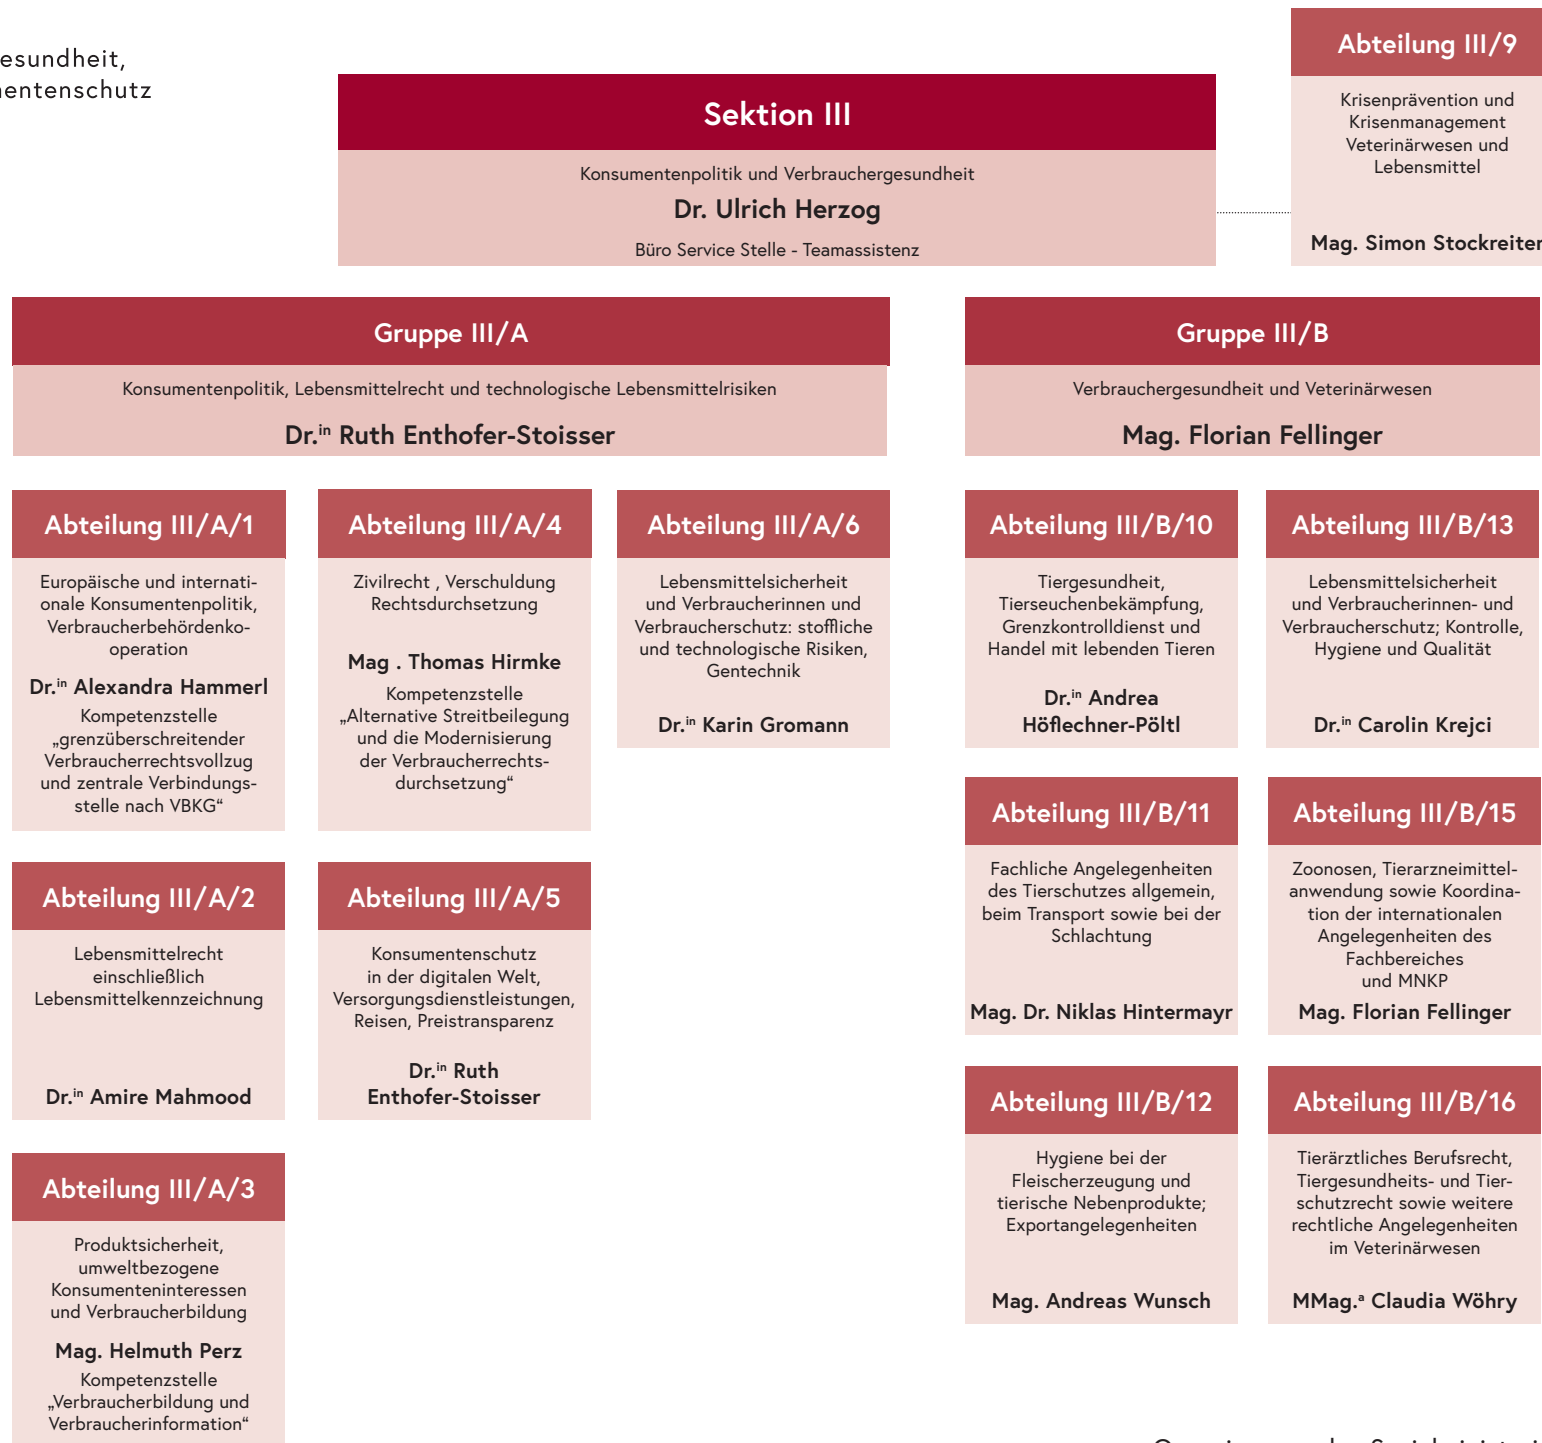 esundheit,
entenschutz
Sektion III
Konsumentenpolitik und Verbrauchergesundheit
Dr. Ulrich Herzog
Büro Service Stelle - Teamassistenz
Abteilung III/9
Krisenprävention und
Krisenmanagement
Veterinärwesen und
Lebensmittel
Mag. Simon Stockreiter
Gruppe III/A
Konsumentenpolitik, Lebensmittelrecht und technologische Lebensmittelrisiken
Dr.in Ruth Enthofer-Stoisser
Gruppe III/B
Verbrauchergesundheit und Veterinärwesen
Mag. Florian Fellinger
Abteilung III/A/1
Europäische und internati-
onale Konsumentenpolitik,
Verbraucherbehördenko-
operation
Dr.in Alexandra Hammerl
Kompetenzstelle
„grenzüberschreitender
Verbraucherrechtsvollzug
und zentrale Verbindungs-
stelle nach VBKG“
Abteilung III/A/4
Zivilrecht , Verschuldung
Rechtsdurchsetzung
Mag . Thomas Hirmke
Kompetenzstelle
„Alternative Streitbeilegung
und die Modernisierung
der Verbraucherrechts-
durchsetzung“
Abteilung III/A/6
Lebensmittelsicherheit
und Verbraucherinnen und
Verbraucherschutz: stoffliche
und technologische Risiken,
Gentechnik
Dr.in Karin Gromann
Abteilung III/B/10
Tiergesundheit,
Tierseuchenbekämpfung,
Grenzkontrolldienst und
Handel mit lebenden Tieren
Dr.in Andrea
Höflechner-Pöltl
Abteilung III/B/13
Lebensmittelsicherheit
und Verbraucherinnen- und
Verbraucherschutz; Kontrolle,
Hygiene und Qualität
Dr.in Carolin Krejci
Abteilung III/B/11
Fachliche Angelegenheiten
des Tierschutzes allgemein,
beim Transport sowie bei der
Schlachtung
Mag. Dr. Niklas Hintermayr
Abteilung III/B/15
Zoonosen, Tierarzneimittel-
anwendung sowie Koordina-
tion der internationalen
Angelegenheiten des
Fachbereiches
und MNKP
Mag. Florian Fellinger
Abteilung III/A/2
Lebensmittelrecht
einschließlich
Lebensmittelkennzeichnung
Dr.in Amire Mahmood
Abteilung III/A/5
Konsumentenschutz
in der digitalen Welt,
Versorgungsdienstleistungen,
Reisen, Preistransparenz
Dr.in Ruth
Enthofer-Stoisser
Abteilung III/B/12
Hygiene bei der
Fleischerzeugung und
tierische Nebenprodukte;
Exportangelegenheiten
Mag. Andreas Wunsch
Abteilung III/B/16
Tierärztliches Berufsrecht,
Tiergesundheits- und Tier-
schutzrecht sowie weitere
rechtliche Angelegenheiten
im Veterinärwesen
MMag.a Claudia Wöhry
Abteilung III/A/3
Produktsicherheit,
umweltbezogene
Konsumenteninteressen
und Verbraucherbildung
Mag. Helmuth Perz
Kompetenzstelle
„Verbraucherbildung und
Verbraucherinformation“